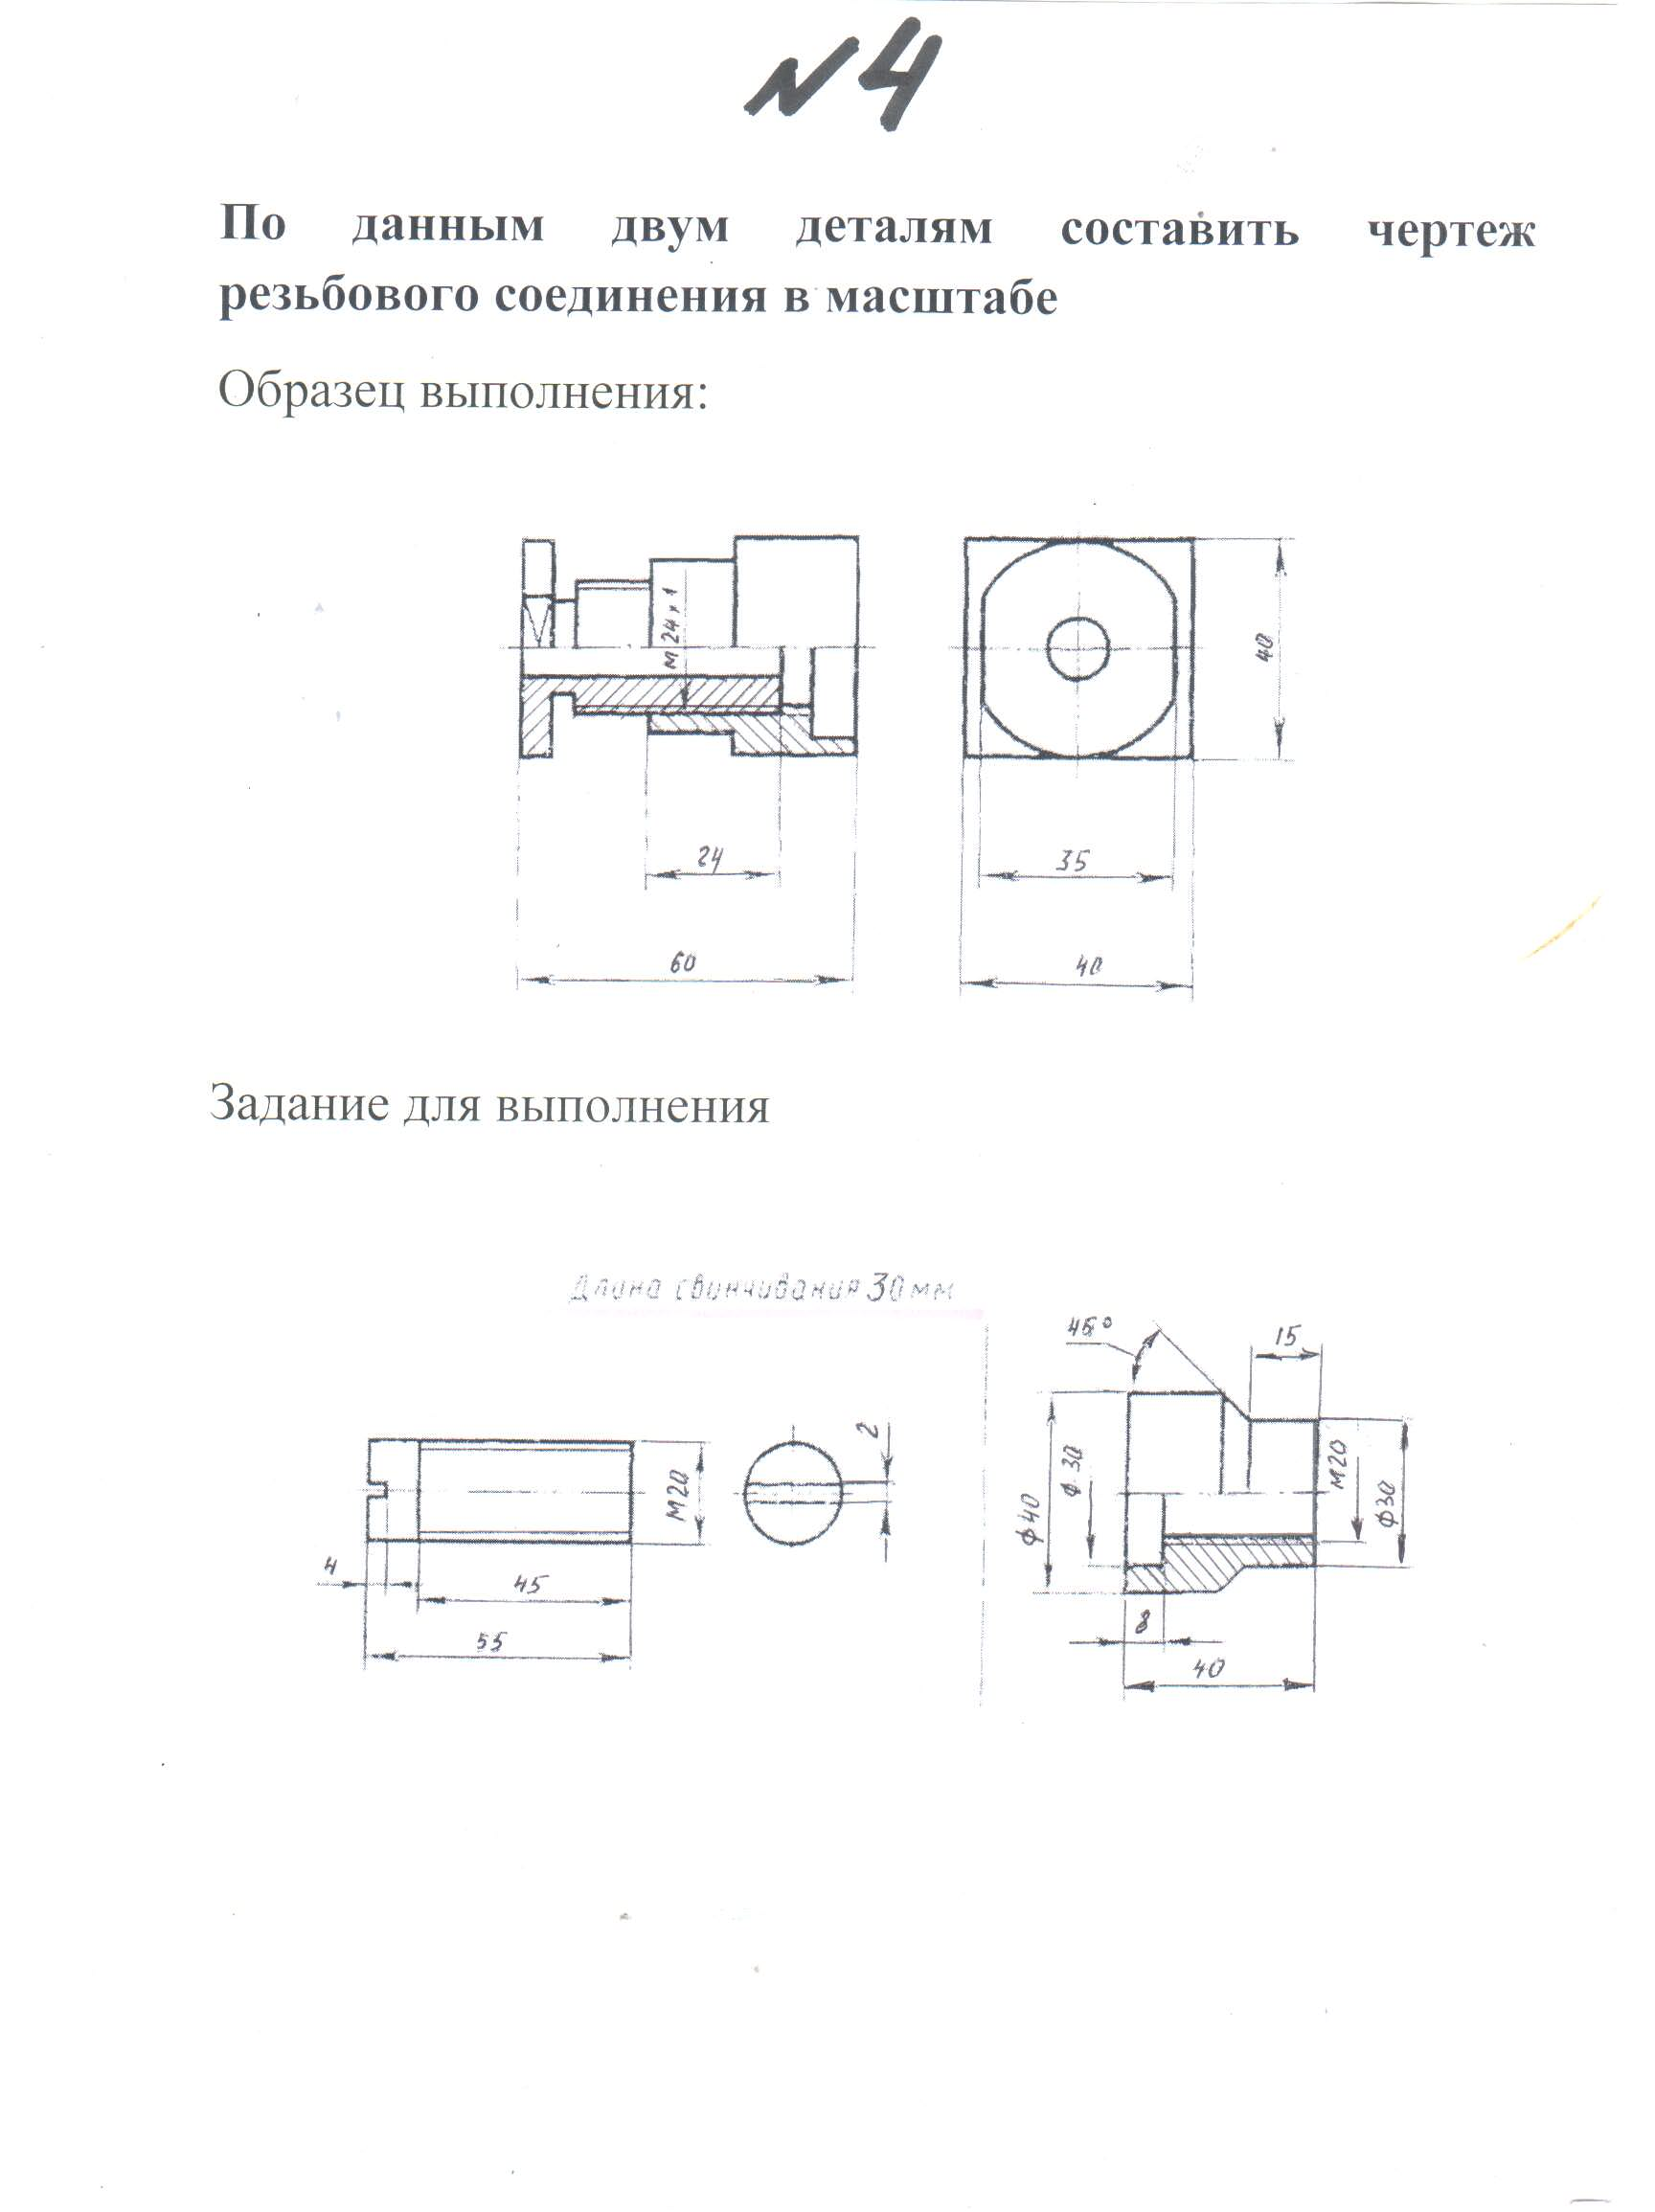 N4
По данным двум деталям составить чертеж
резьбового соединения в масштабе
Образец выполнения:
М24×1
40
24
35
60
40
Задание для выполнения
Длина свинчивания 30мм
45°
15
2
М20
Ф40
Ф30
М20
Ф30
4
45
8
55
40